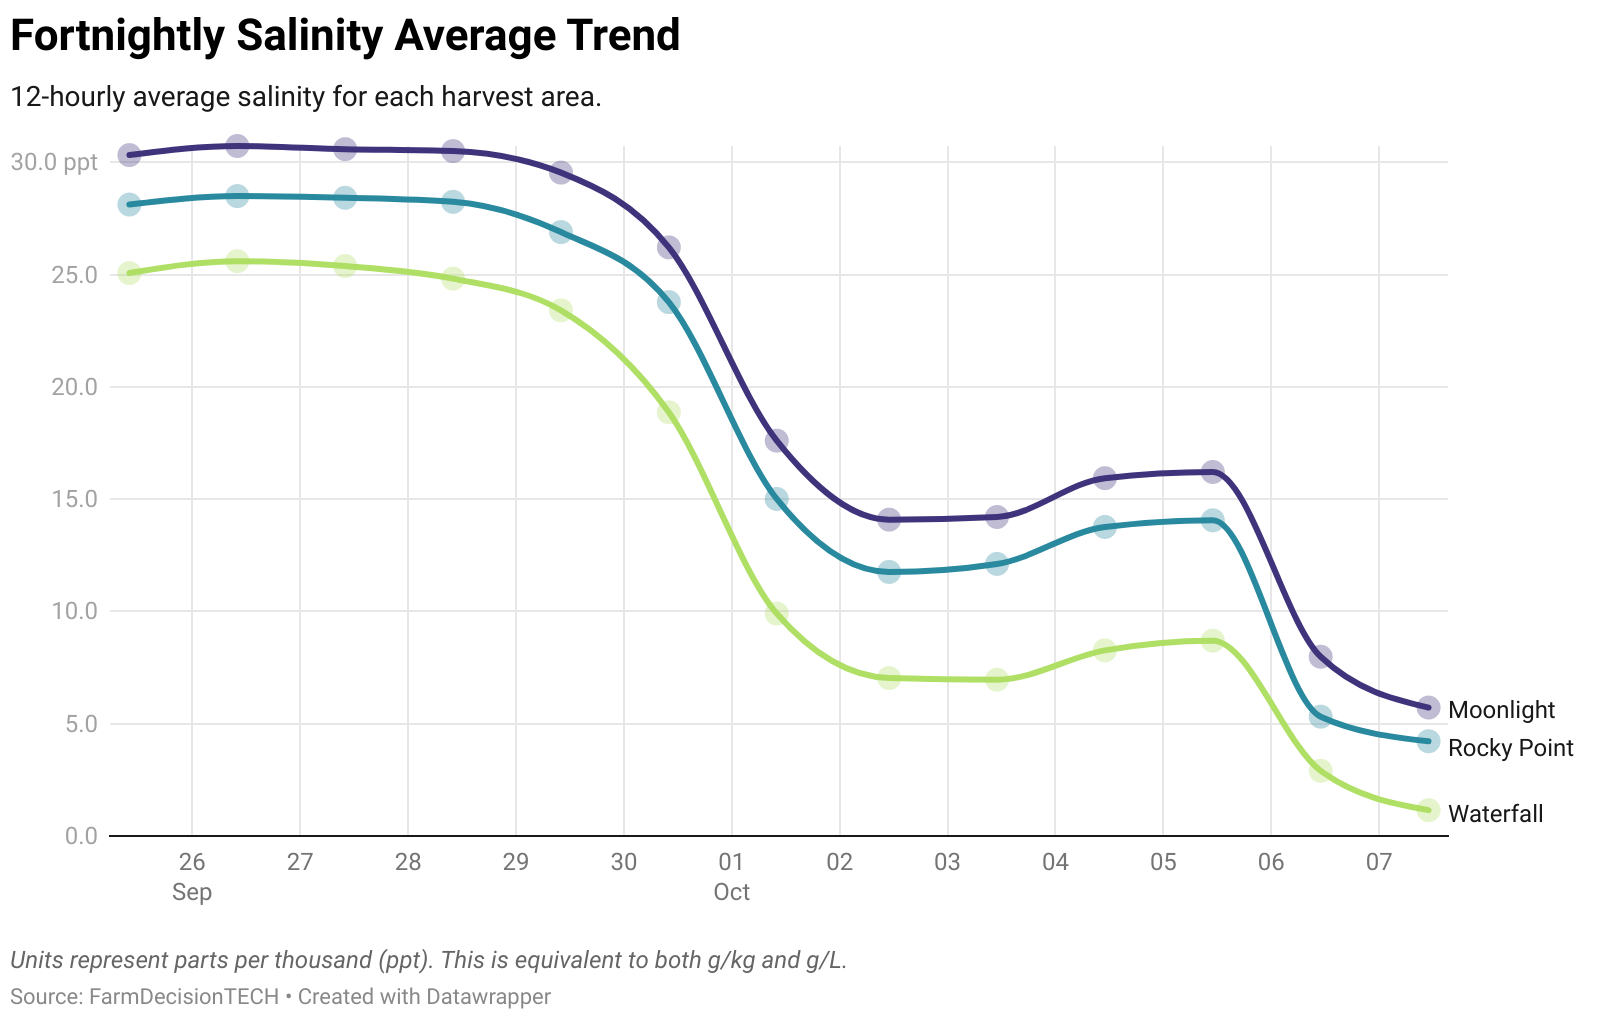 Fortnightly Salinity Average Trend
12-hourly average salinity for each harvest area.
30.0 ppt
25.0
20.0
15.0
10.0
5.0
0.0
Moonlight
Rocky Point
Waterfall
26 27 28 29 30 01 02 03 04 05 06 07
Sep Oct
Units represent parts per thousand (ppt). This is equivalent to both g/kg and g/L.
Source: FarmDecisionTECH • Created with Datawrapper